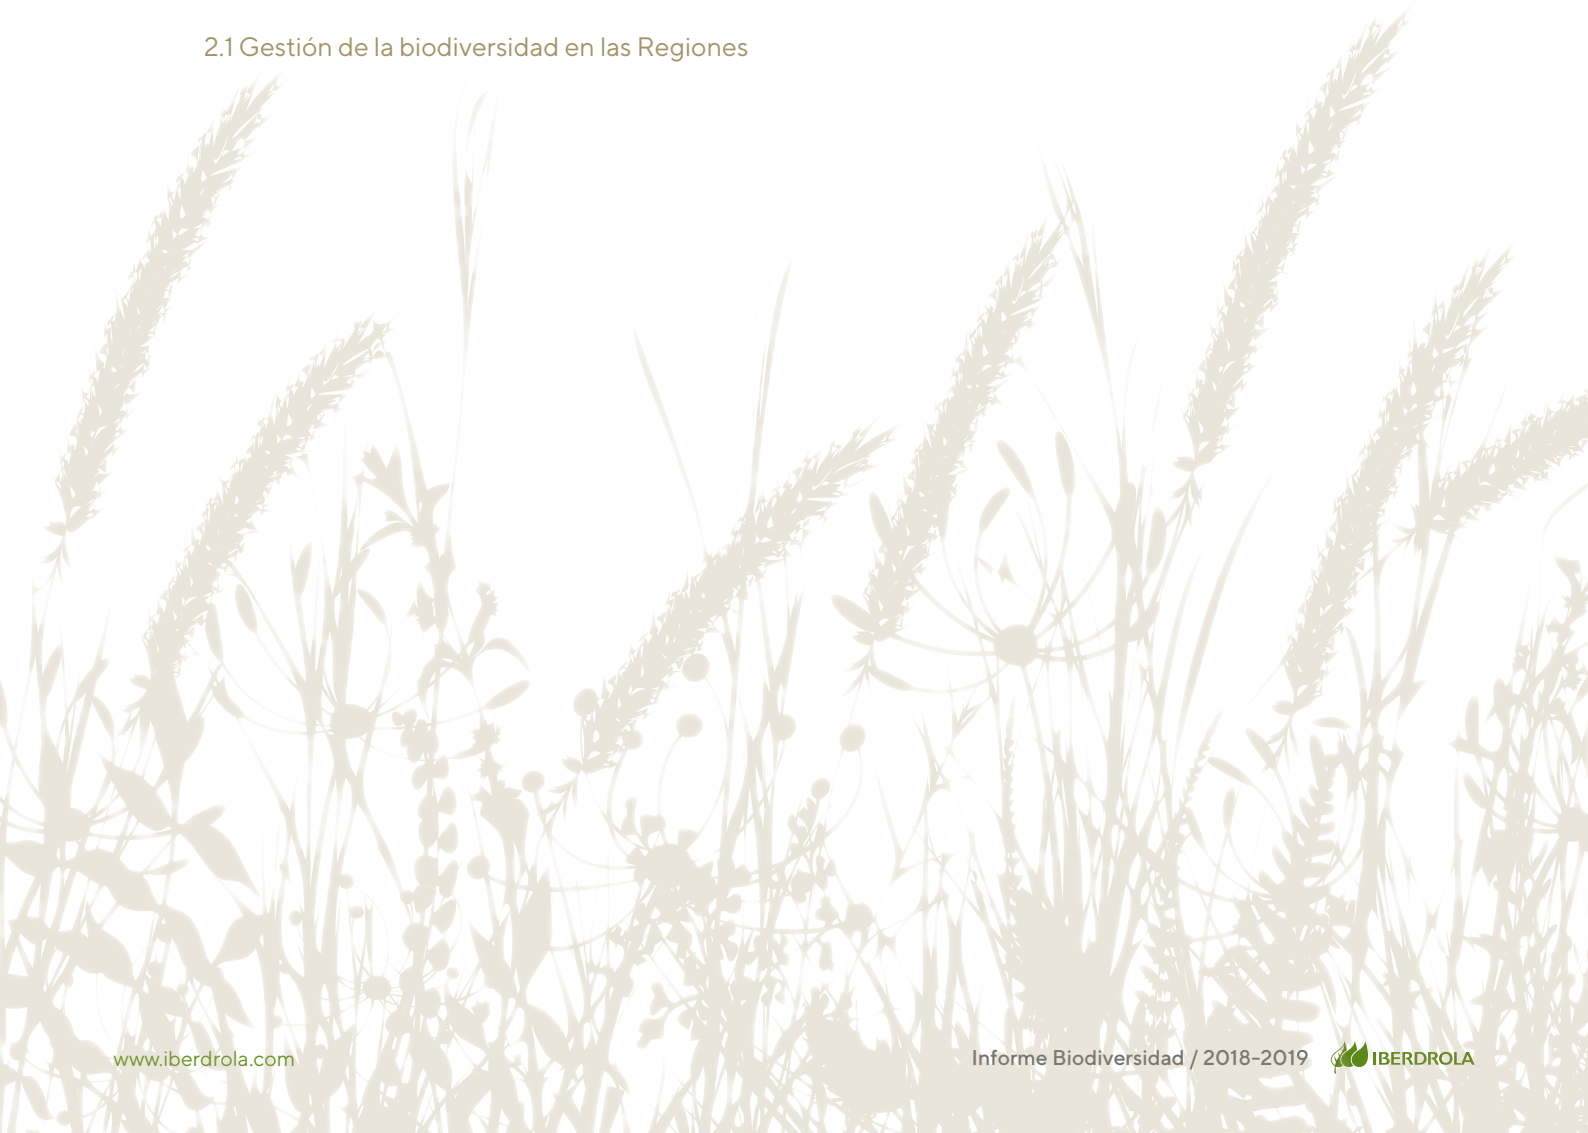 2.1 Gestión de la biodiversidad en las Regiones
www.iberdrola.com
Informe Biodiversidad / 2018-2019
IBERDROLA